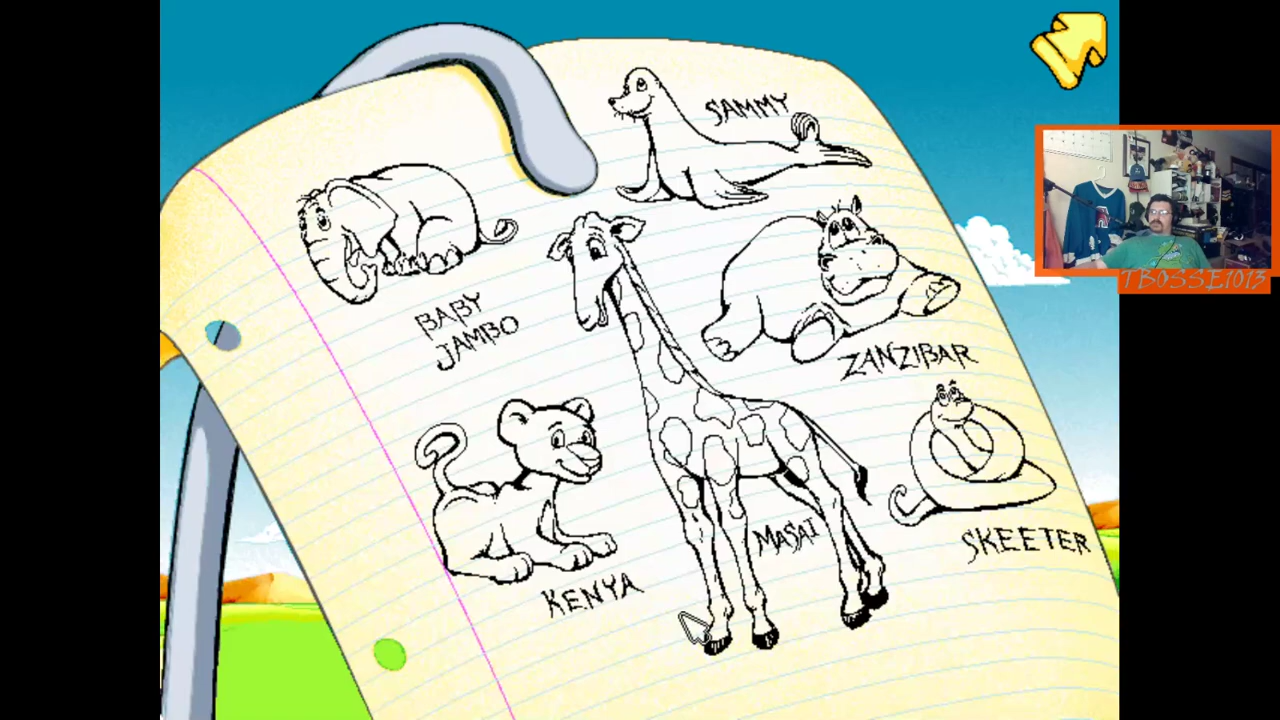 SAMMY
BABY
JAMBO
ZANZIBAR
MASAI
SKEETER
KENYA
TBOSSE1013